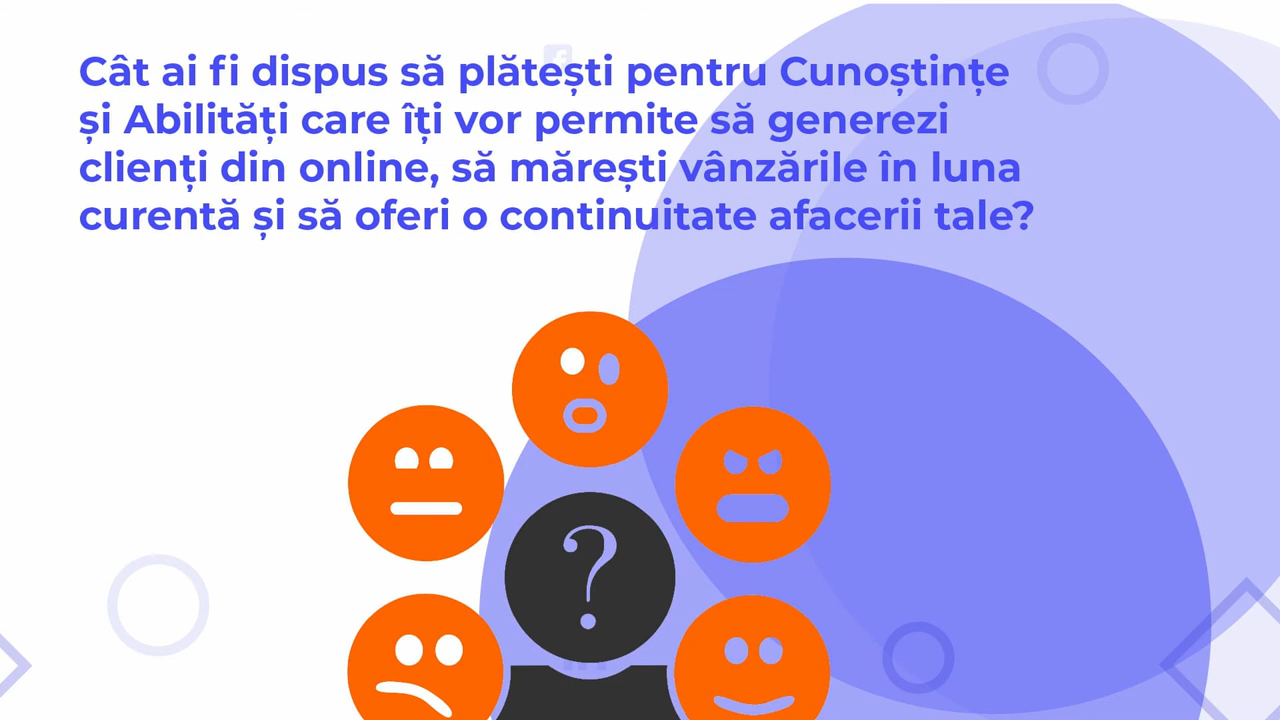 Cât ai fi dispus să plătești pentru Cunoștințe
și Abilități care îți vor permite să generezi
clienți din online, să mărești vânzările în luna
curentă și să oferi o continuitate afacerii tale?
?